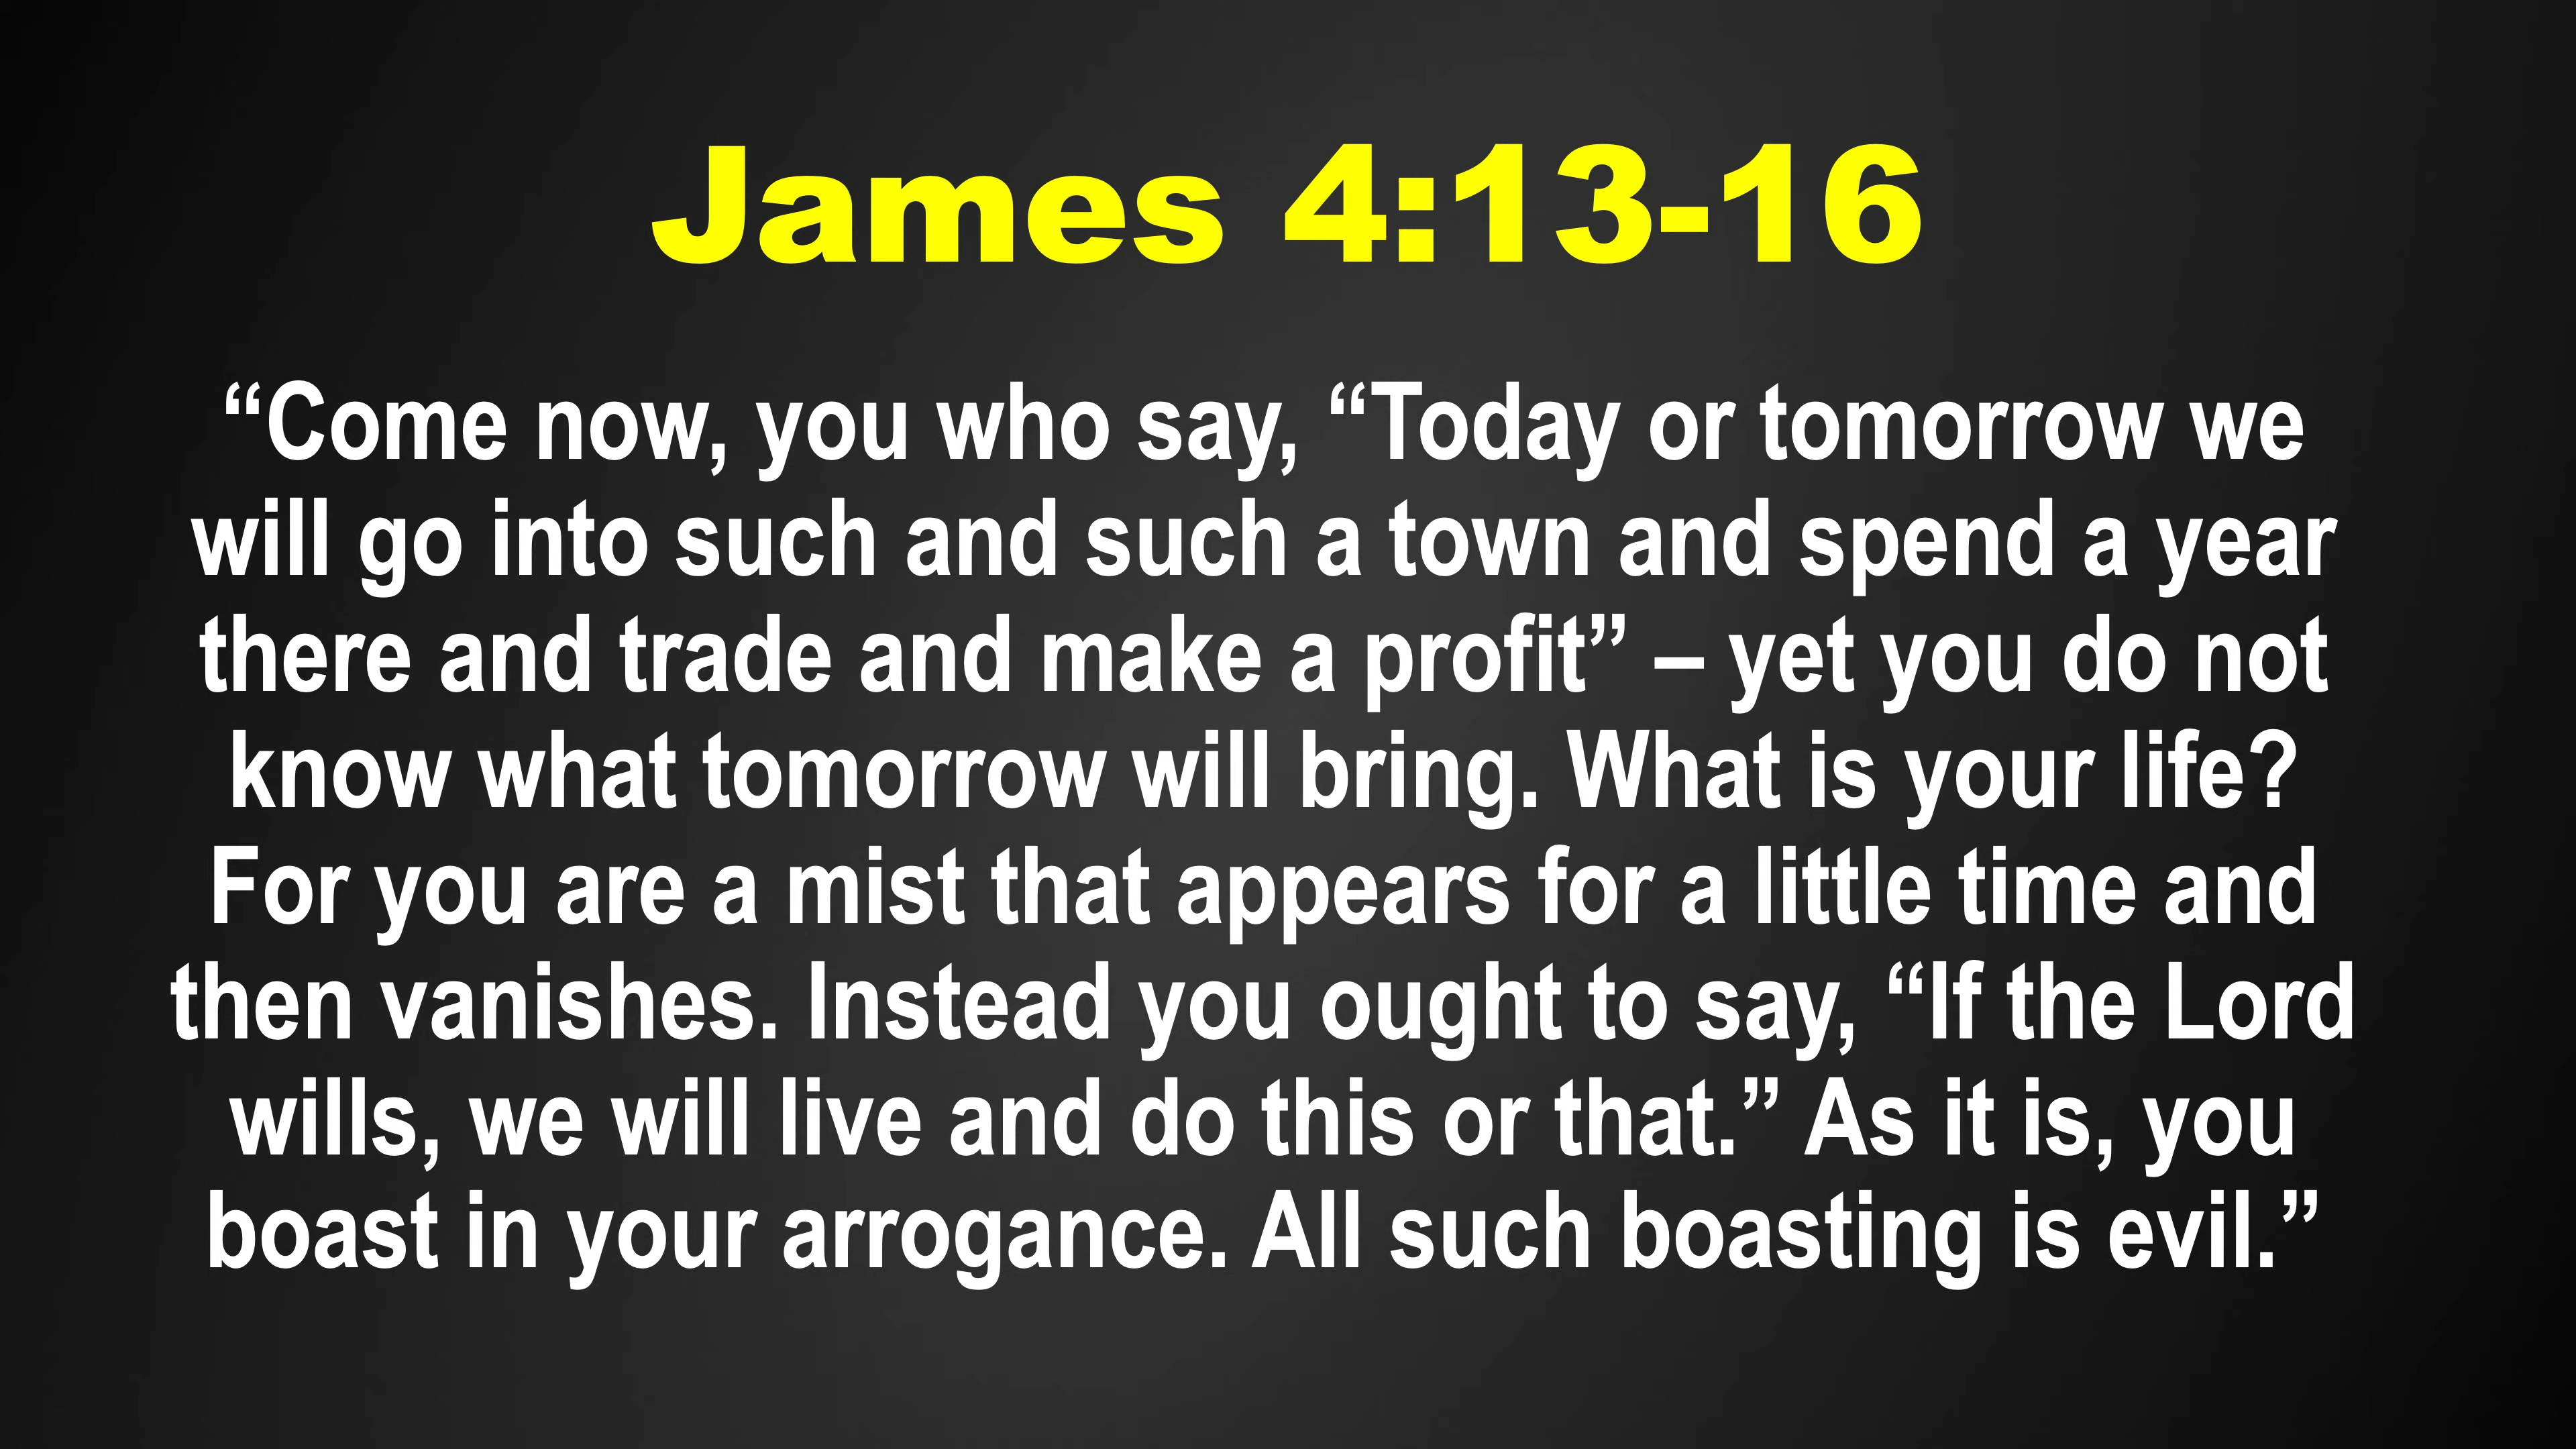 James 4:13-16
“Come now, you who say, “Today or tomorrow we
will go into such and such a town and spend a year
there and trade and make a profit” – yet you do not
know what tomorrow will bring. What is your life?
For you are a mist that appears for a little time and
then vanishes. Instead you ought to say, “If the Lord
wills, we will live and do this or that.” As it is, you
boast in your arrogance. All such boasting is evil.”